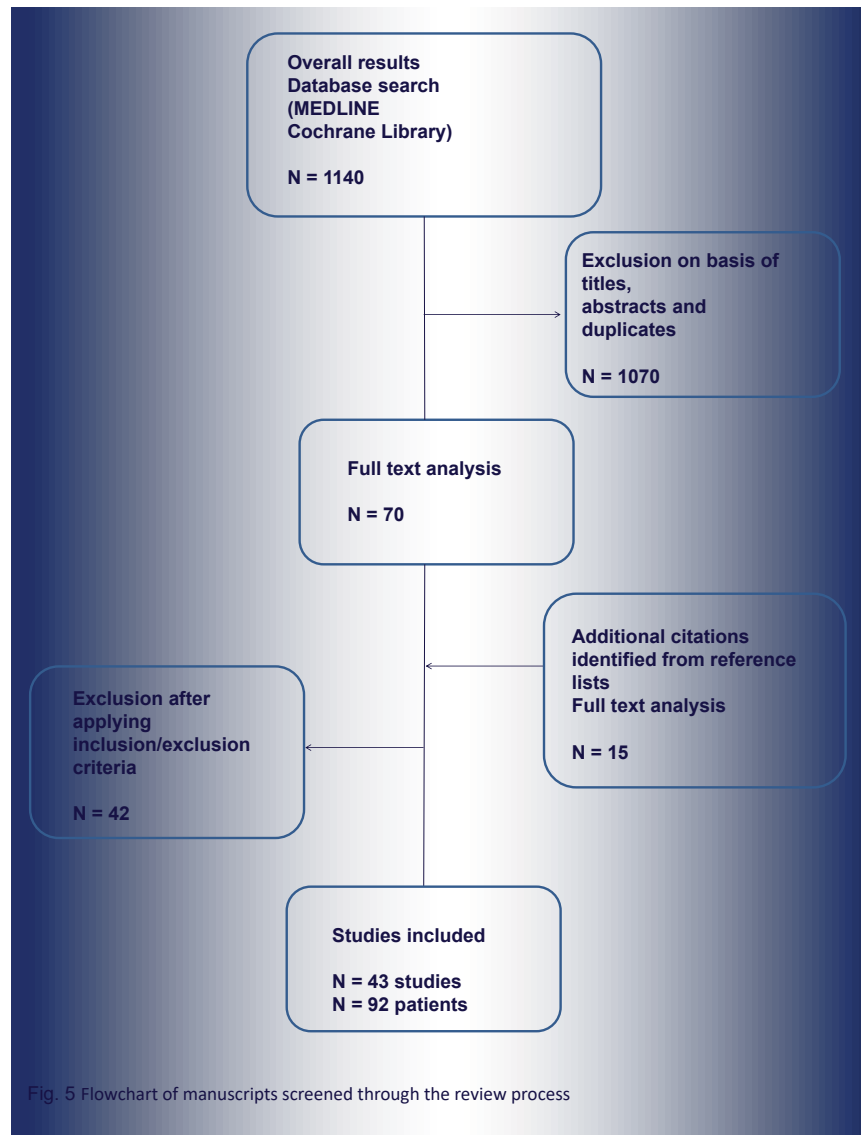 Overall results
Database search
(MEDLINE
Cochrane Library)
N = 1140
Exclusion on basis of
titles,
abstracts and
duplicates
N = 1070
Full text analysis
N = 70
Additional citations
identified from reference
lists
Full text analysis
N = 15
Exclusion after
applying
inclusion/exclusion
criteria
N = 42
Studies included
N = 43 studies
N = 92 patients
Fig. 5 Flowchart of manuscripts screened through the review process